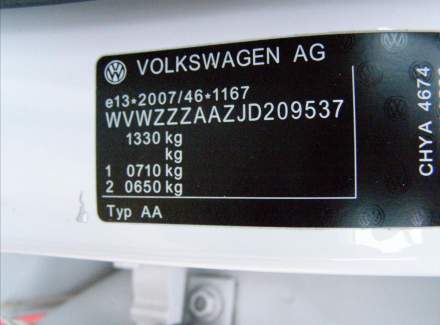 VOLKSWAGEN AG
e13*2007/46*1167
WVWZZZAAZJD209537
1330 kg
kg
1 0710 kg
2 0650 kg
Typ AA
CHYA 4674